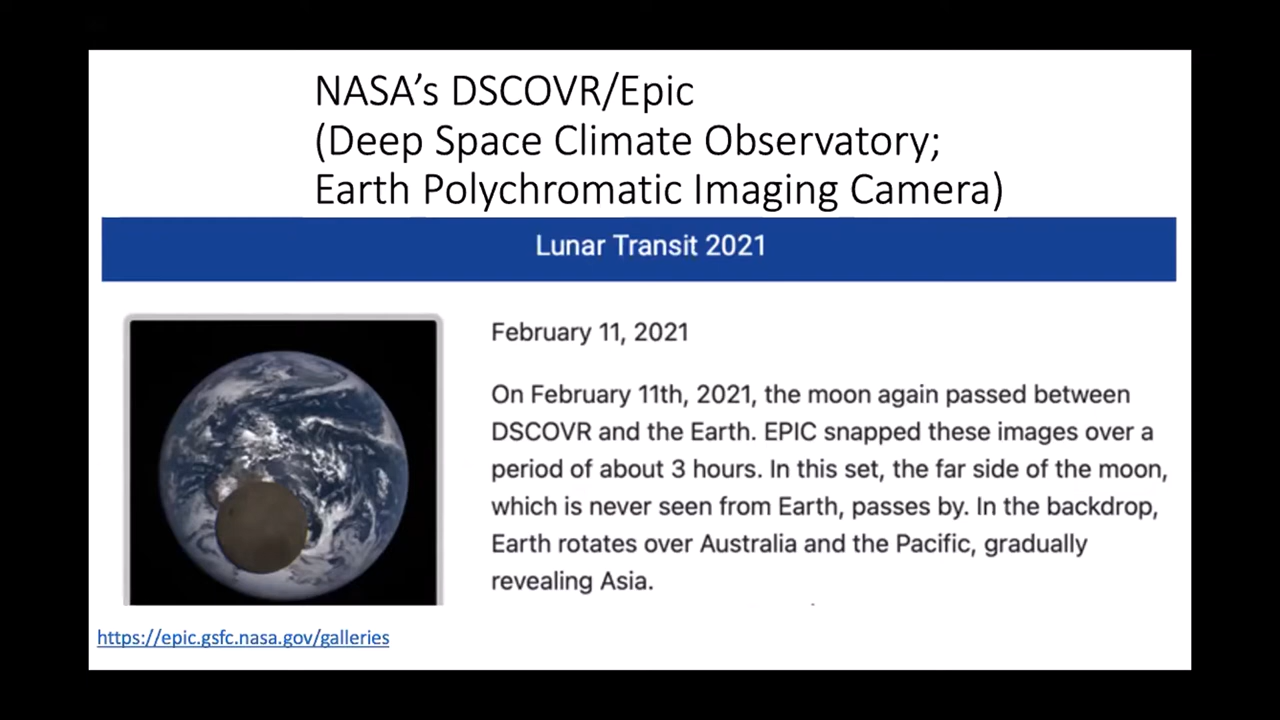 NASA's DSCOVR/Epic
(Deep Space Climate Observatory;
Earth Polychromatic Imaging Camera)
Lunar Transit 2021
February 11, 2021
On February 11th, 2021, the moon again passed between
DSCOVR and the Earth. EPIC snapped these images over a
period of about 3 hours. In this set, the far side of the moon,
which is never seen from Earth, passes by. In the backdrop,
Earth rotates over Australia and the Pacific, gradually
revealing Asia.
https://epic.gsfc.nasa.gov/galleries